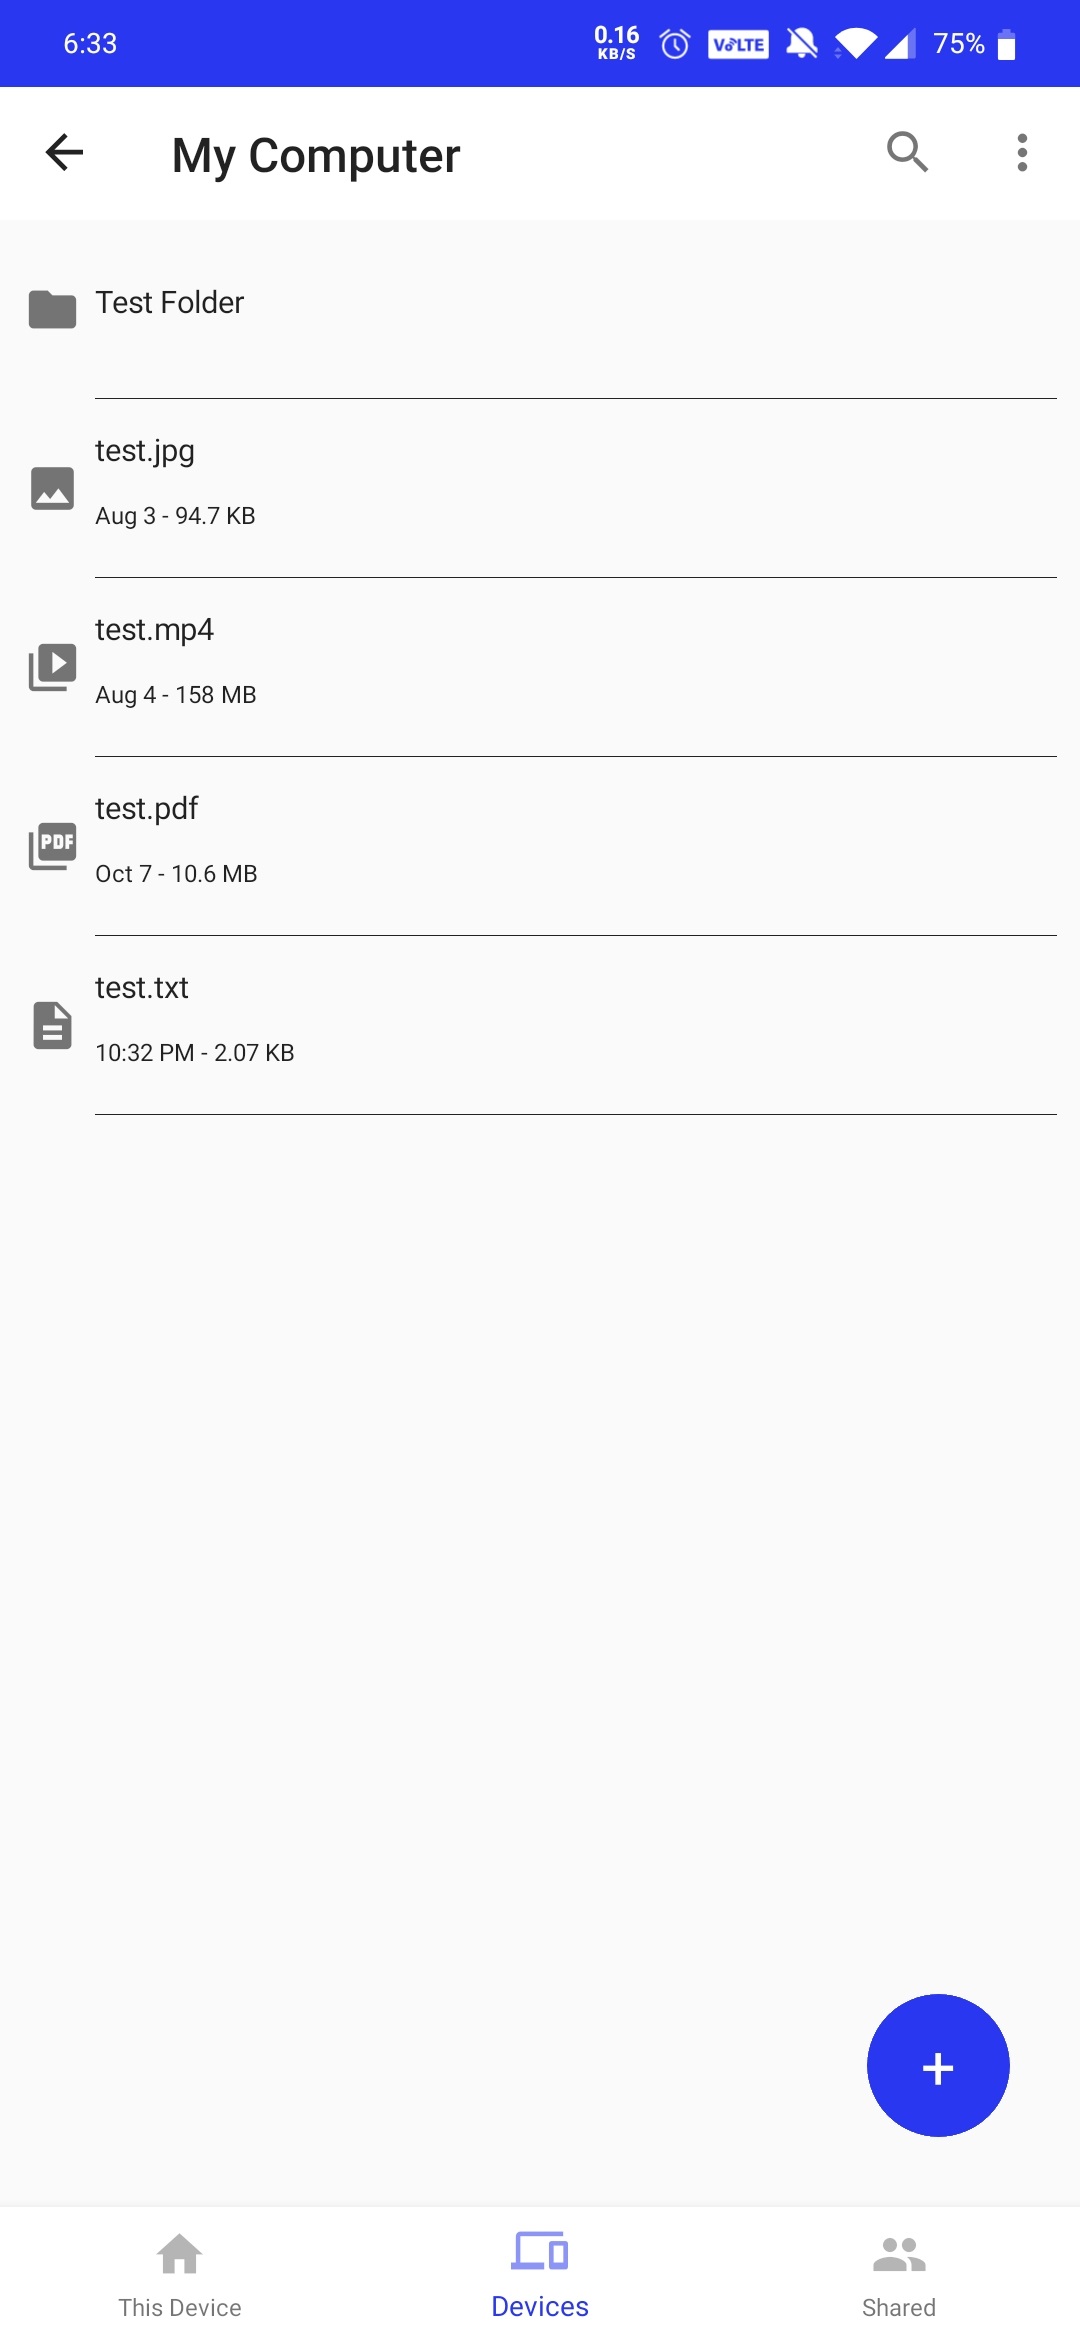 6:33
0.16
KB/S
VoLTE
75%
My Computer
Test Folder
test.jpg
Aug 3 - 94.7 KB
test.mp4
Aug 4 - 158 MB
PDF
test.pdf
Oct 7 - 10.6 MB
test.txt
10:32 PM - 2.07 KB
This Device
Devices
Shared